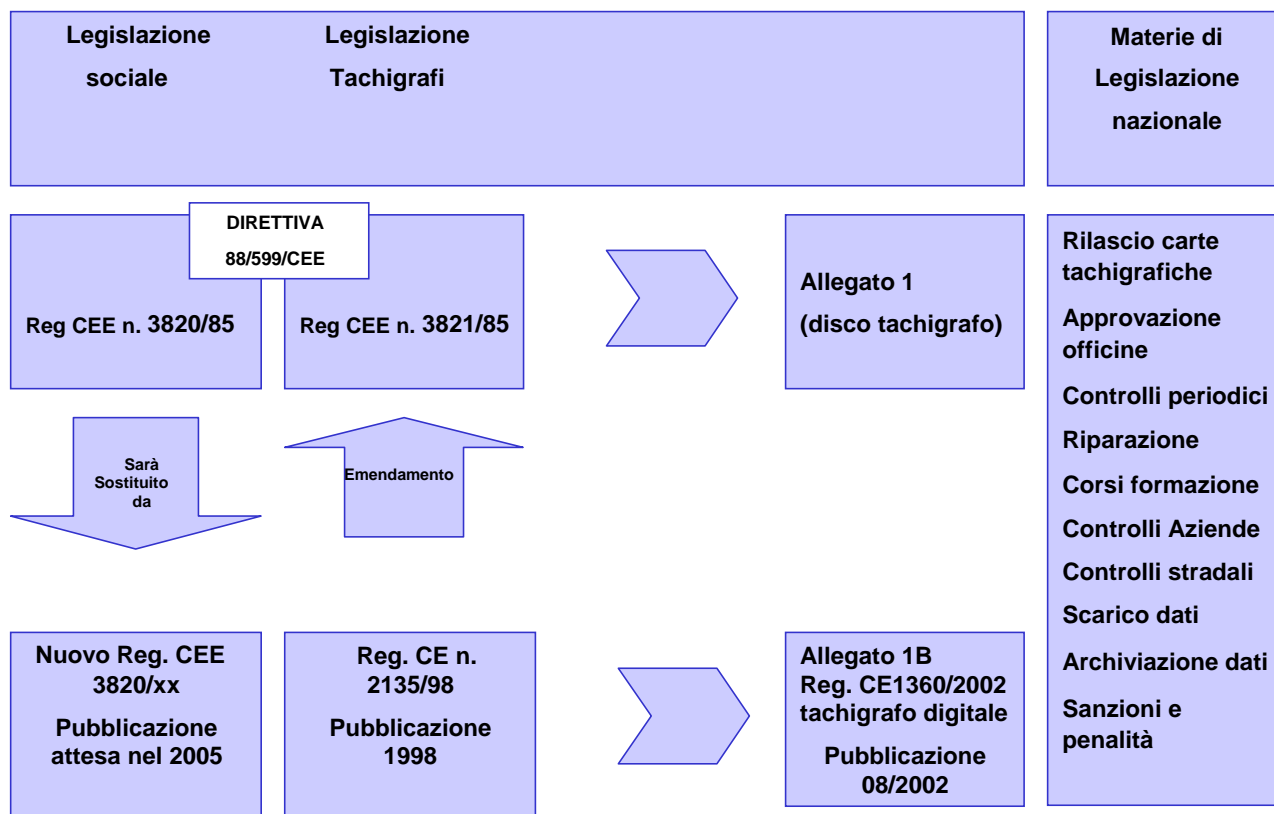 Legislazione
sociale
Legislazione
Tachigrafi
Materie di
Legislazione
nazionale
DIRETTIVA
88/599/CEE
Reg CEE n. 3820/85
Reg CEE n. 3821/85
Allegato 1
(disco tachigrafo)
Sarà
Sostituito
da
Emendamento
Nuovo Reg. CEE
3820/xx
Pubblicazione
attesa nel 2005
Reg. CE n.
2135/98
Pubblicazione
1998
Allegato 1B
Reg. CE1360/2002
tachigrafo digitale
Pubblicazione
08/2002
Rilascio carte
tachigrafiche
Approvazione
officine
Controlli periodici
Riparazione
Corsi formazione
Controlli Aziende
Controlli stradali
Scarico dati
Archiviazione dati
Sanzioni e
penalità